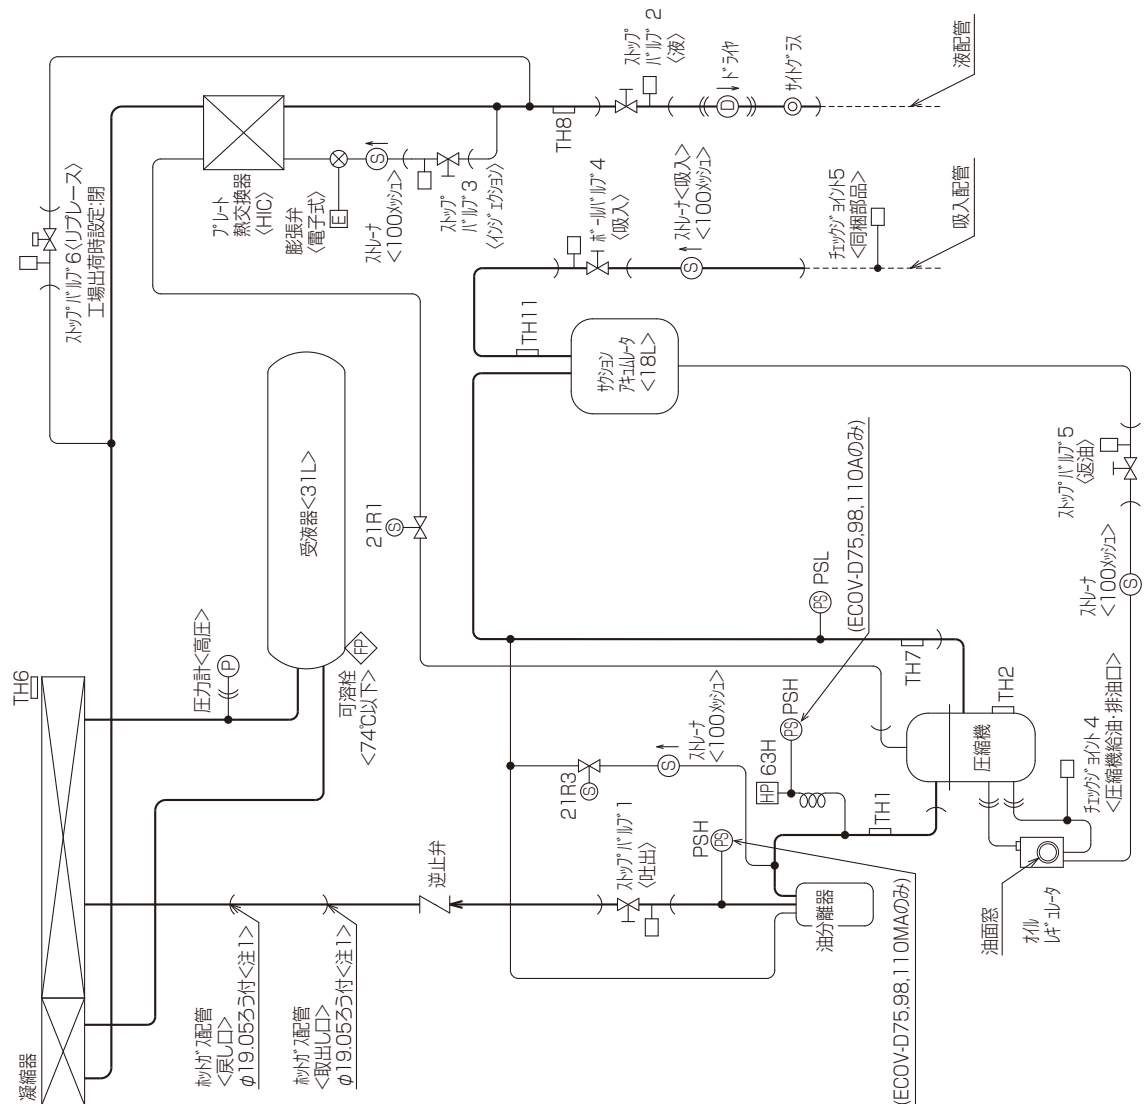 凝縮器
TH6
ホットガス配管
<戻し口>
φ19.05ろう付<注1>
ホットガス配管
<取出し口>
φ19.05ろう付<注1>
逆止弁
圧力計<高圧>
P
受液器<31L>
FP
可溶栓
<74℃以下>
ストップバルブ6<リプレース>
工場出荷時設定:閉
プレート
熱交換器
<HIC>
膨張弁
<電子式>
E
ストレーナ
<100メッシュ>
S
ストップ
バルブ3
<インジェクション>
TH8
ストップ
バルブ2
<液>
D
ドライヤ
サイトグラス
液配管
ボールバルブ4
<吸入>
ストレーナ<吸入>
<100メッシュ>
S
チェックジョイント5
<同梱部品>
吸入配管
TH11
サクション
アキュムレータ
<18L>
21R1
S
PS
PSL
(ECOV-D75,98,110Aのみ)
TH7
TH2
圧縮機
ストップバルブ5
<返油>
ストレーナ
<100メッシュ>
S
チェックジョイント4
<圧縮機給油・排油口>
21R3
S
ストレーナ
<100メッシュ>
S
HP
63H
PS
PSH
TH1
PSH
PS
ストップバルブ1
<吐出>
油分離器
(ECOV-D75,98,110MAのみ)
油面窓
オイル
レギュレータ